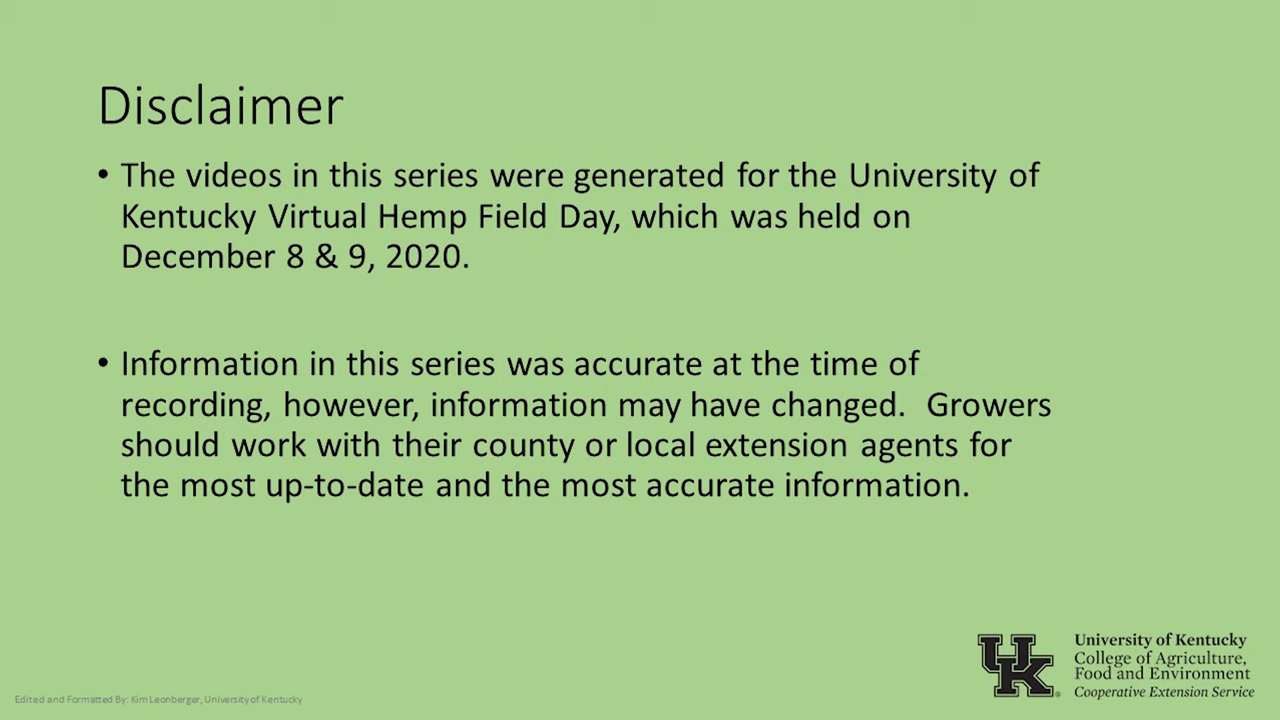 Disclaimer
• The videos in this series were generated for the University of
Kentucky Virtual Hemp Field Day, which was held on
December 8 & 9, 2020.
• Information in this series was accurate at the time of
recording, however, information may have changed.  Growers
should work with their county or local extension agents for
the most up-to-date and the most accurate information.
UK
University of Kentucky
College of Agriculture,
Food and Environment
Cooperative Extension Service
Edited and Formatted By: Kim Leonberger, University of Kentucky